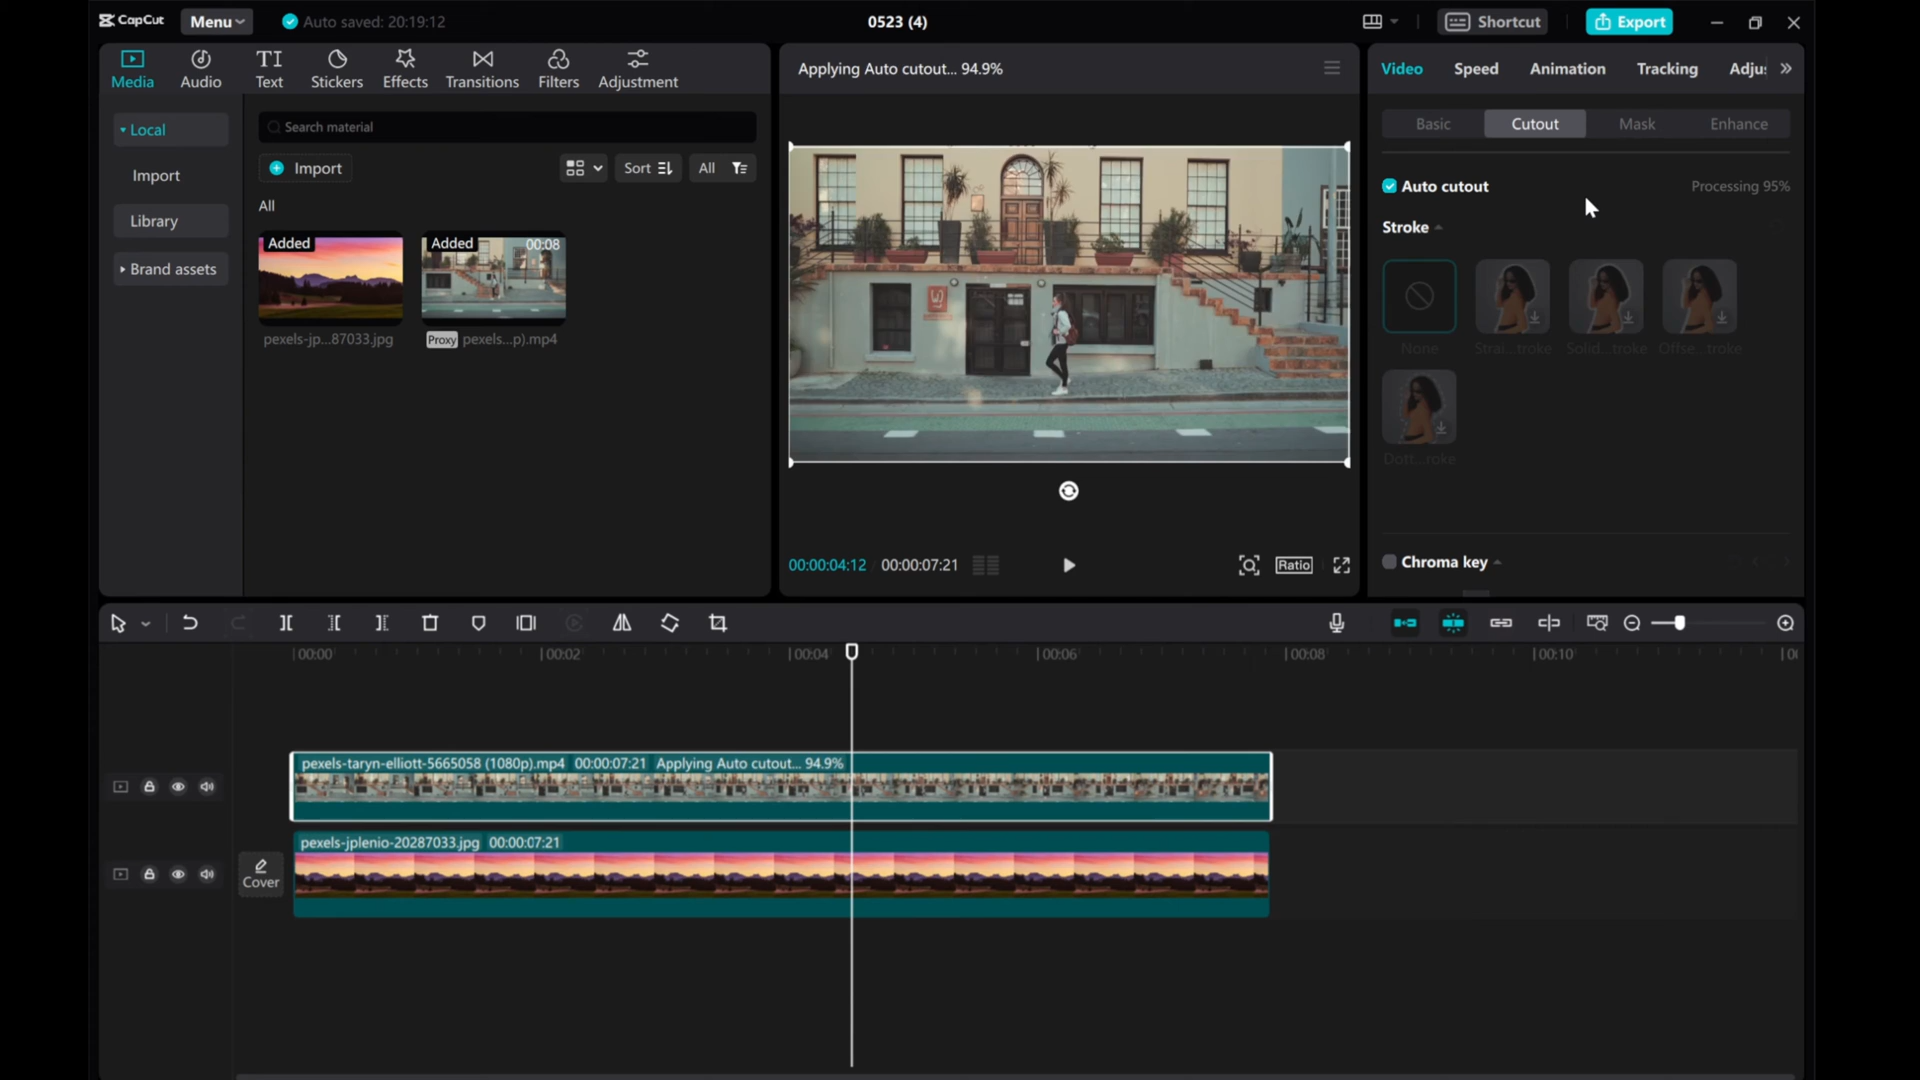 CapCut
Menu
Auto saved: 20:19:12
0523 (4)
Shortcut
Export
Media
Audio
TI
Text
Stickers
Effects
Transitions
Filters
Adjustment
Local
Import
Library
Brand assets
Search material
Import
Sort
All
All
Added
pexels-jp...87033.jpg
Added
00:08
Proxy
pexels...p).mp4
Applying Auto cutout... 94.9%
00:00:04:12
00:00:07:21
Ratio
Video
Speed
Animation
Tracking
Adju
Basic
Cutout
Mask
Enhance
Auto cutout
Processing 95%
Stroke
None
Strai...troke
Solid...troke
Offse...troke
Dott...roke
Chroma key
00:00
00:02
00:04
00:06
00:08
00:10
pexels-taryn-elliott-5665058 (1080p).mp4 00:00:07:21 Applying Auto cutout... 94.9%
pexels-jplenio-20287033.jpg 00:00:07:21
Cover